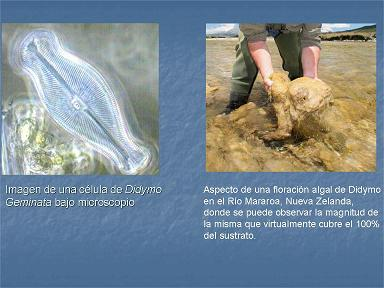 Imagen de una célula de Didymo
Geminata bajo microscopio
Aspecto de una floración algal de Didymo
en el Río Mararoa, Nueva Zelanda,
donde se puede observar la magnitud de
la misma que virtualmente cubre el 100%
del sustrato.